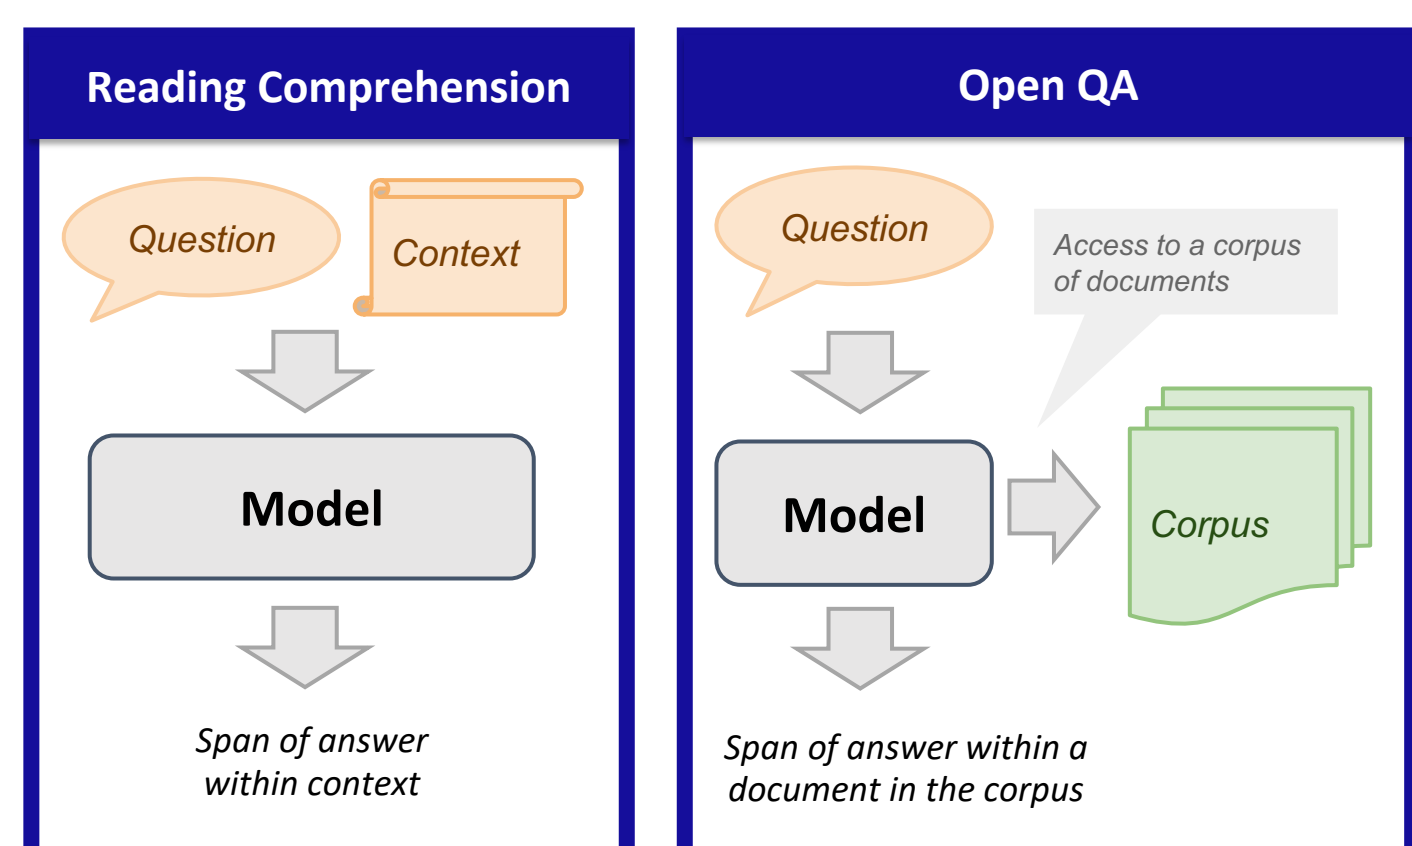 Reading Comprehension
Question
Context
Model
Span of answer
within context
Open QA
Question
Access to a corpus
of documents
Model
Corpus
Span of answer within a
document in the corpus